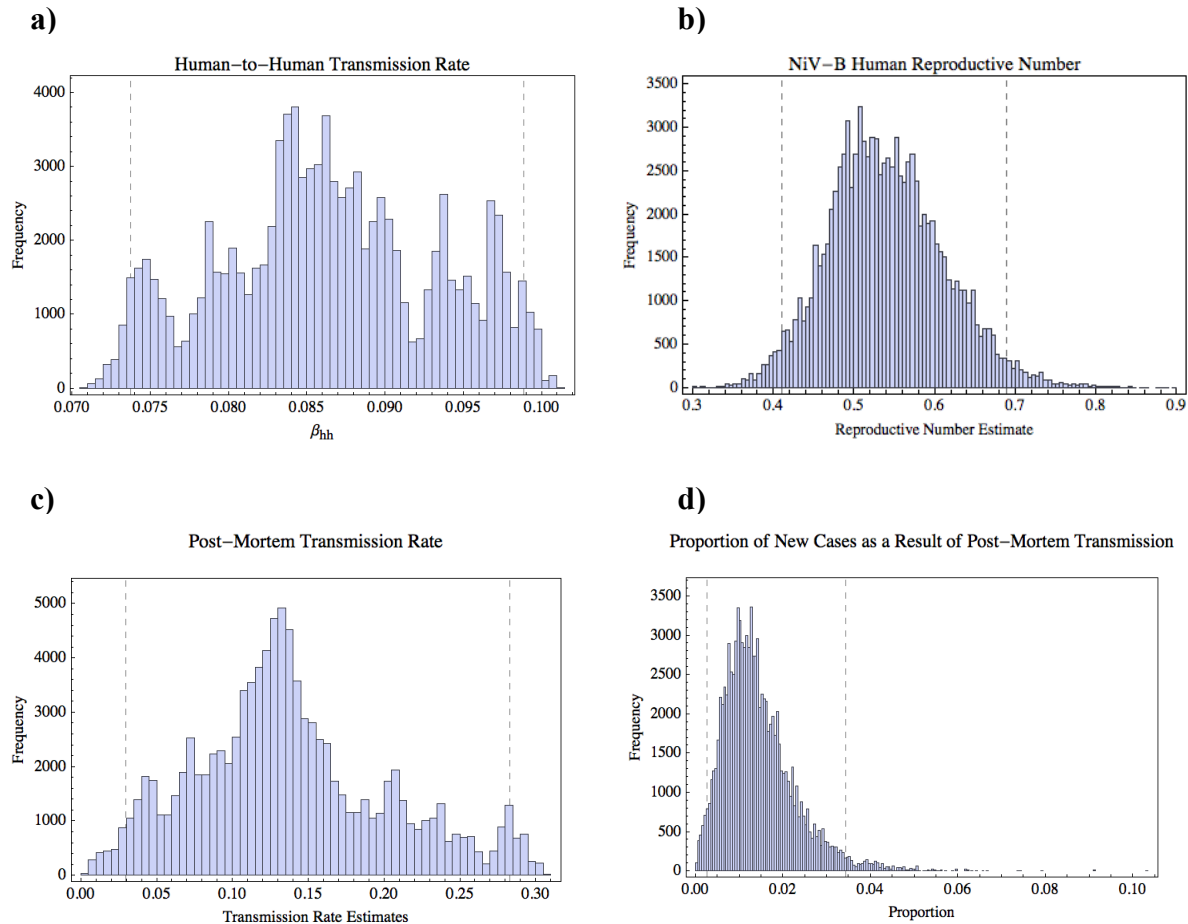 a)
Human−to−Human Transmission Rate
Frequency
4000
3000
2000
1000
0
0.070 0.075 0.080 0.085 0.090 0.095 0.100
βhh
b)
NiV−B Human Reproductive Number
Frequency
3500
3000
2500
2000
1500
1000
500
0
0.3 0.4 0.5 0.6 0.7 0.8 0.9
Reproductive Number Estimate
c)
Post−Mortem Transmission Rate
Frequency
5000
4000
3000
2000
1000
0
0.00 0.05 0.10 0.15 0.20 0.25 0.30
Transmission Rate Estimates
d)
Proportion of New Cases as a Result of Post−Mortem Transmission
Frequency
3500
3000
2500
2000
1500
1000
500
0
0.00 0.02 0.04 0.06 0.08 0.10
Proportion